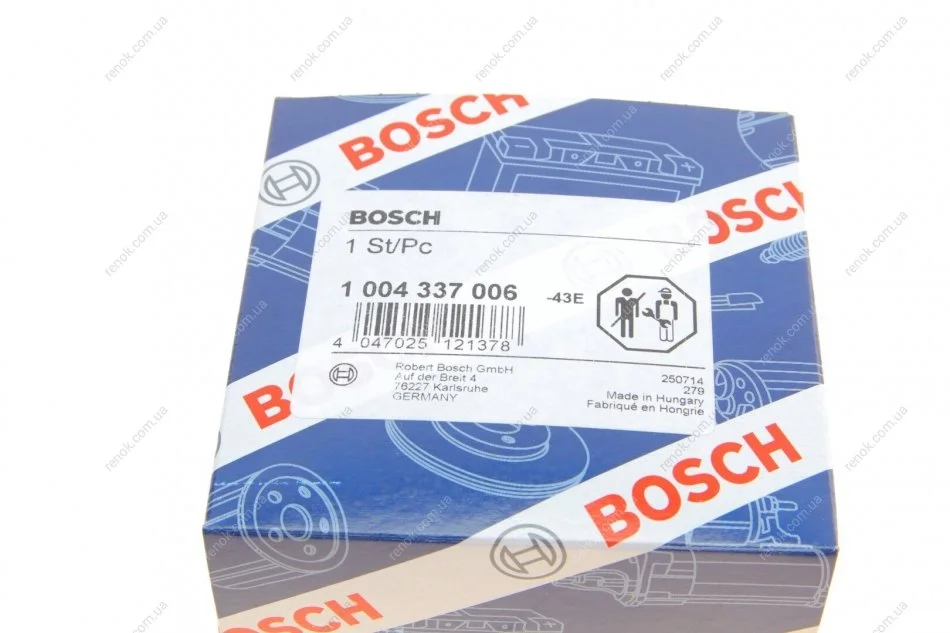 BOSCH
BOSCH
BOSCH
1 St/Pc
1 004 337 006 -43E
4 047025 121378
Robert Bosch GmbH
Auf der Breit 4
76227 Karlsruhe
GERMANY
250714
279
Made in Hungary
Fabriqué en Hongrie
B
BOSCH
BOSCH
renok.com.ua